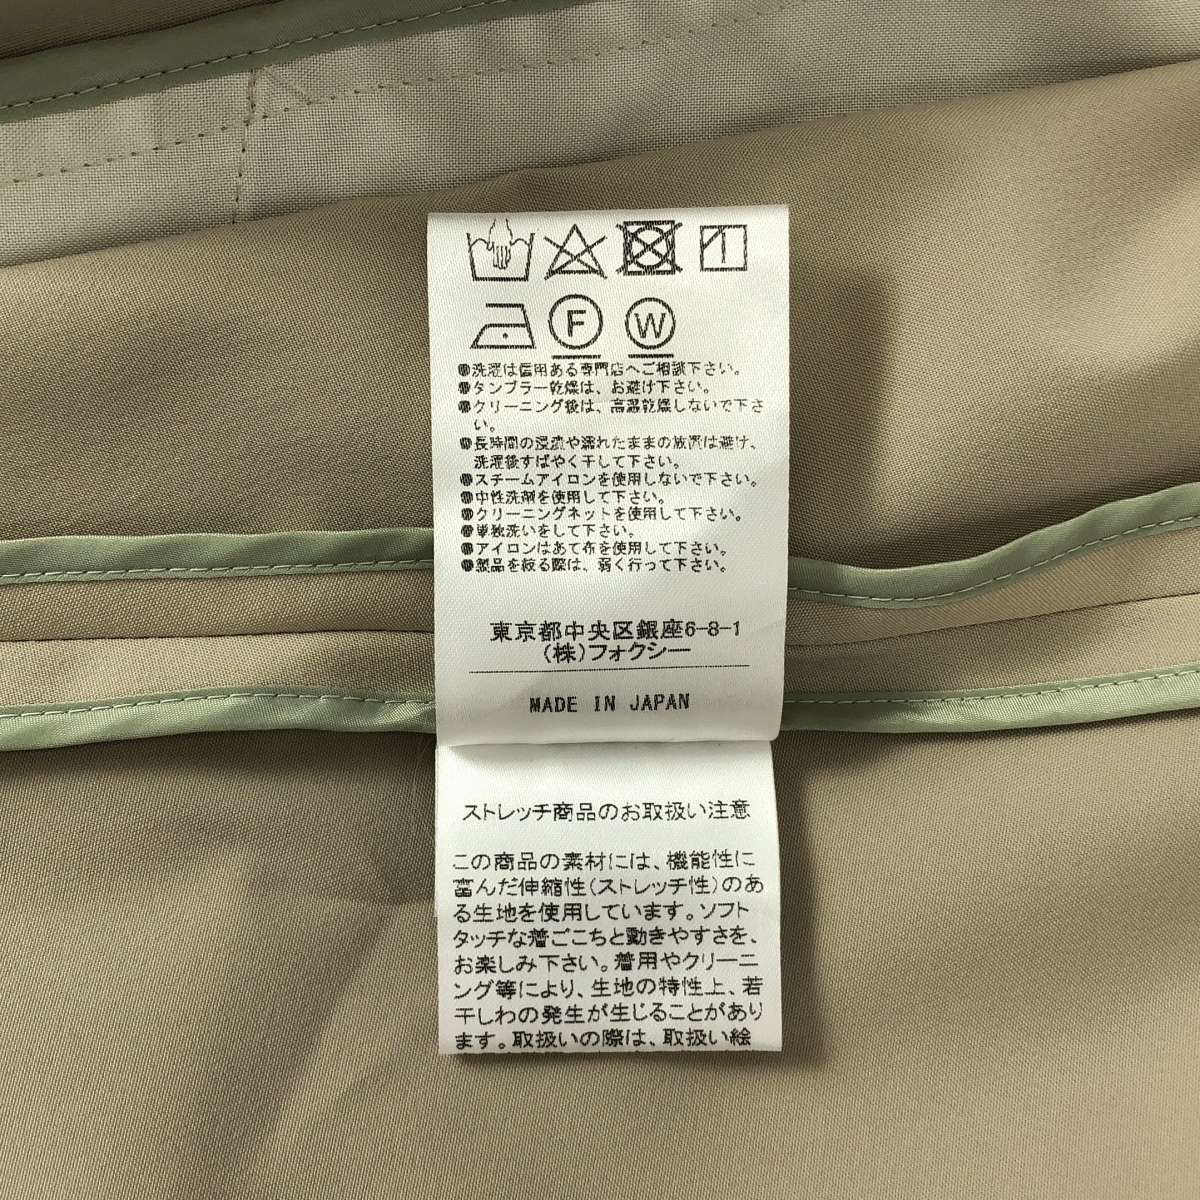 F W
●洗濯は信用ある専門店へご相談下さい。
●タンブラー乾燥は、お避け下さい。
●クリーニング後は、高温乾燥しないで下さ
い。
●長時間の浸漬や濡れたままの放置は避け、
洗濯後すばやく干して下さい。
●スチームアイロンを使用しないで下さい。
●中性洗剤を使用して下さい。
●クリーニングネットを使用して下さい。
●単独洗いをして下さい。
●アイロンはあて布を使用して下さい。
●製品を絞る際は、弱く行って下さい。
東京都中央区銀座6-8-1
(株)フォクシー
MADE IN JAPAN
ストレッチ商品のお取扱い注意
この商品の素材には、機能性に
富んだ伸縮性(ストレッチ性)のあ
る生地を使用しています。ソフト
タッチな着ごこちと動きやすさを、
お楽しみ下さい。着用やクリーニ
ング等により、生地の特性上、若
干しわの発生が生じることがあり
ます。取扱いの際は、取扱い絵